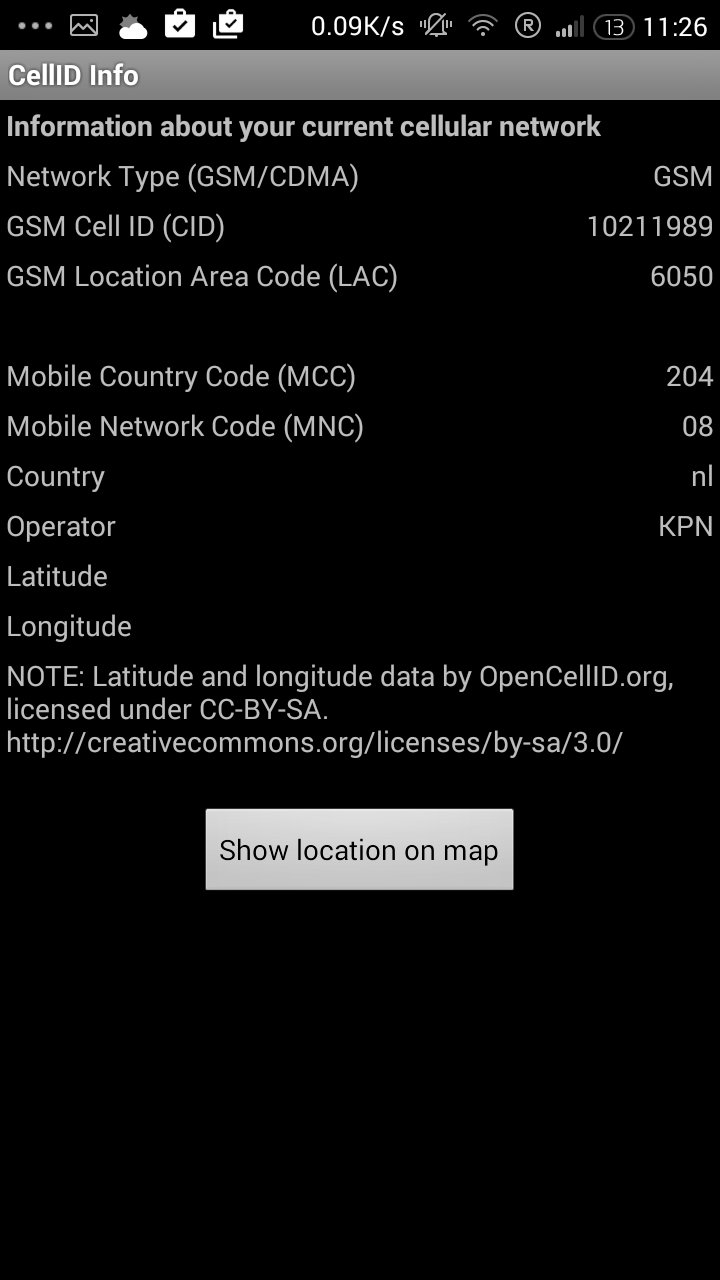 0.09K/s R 13 11:26
CellID Info
Information about your current cellular network
Network Type (GSM/CDMA) GSM
GSM Cell ID (CID) 10211989
GSM Location Area Code (LAC) 6050
Mobile Country Code (MCC) 204
Mobile Network Code (MNC) 08
Country nl
Operator KPN
Latitude
Longitude
NOTE: Latitude and longitude data by OpenCellID.org,
licensed under CC-BY-SA.
http://creativecommons.org/licenses/by-sa/3.0/
Show location on map